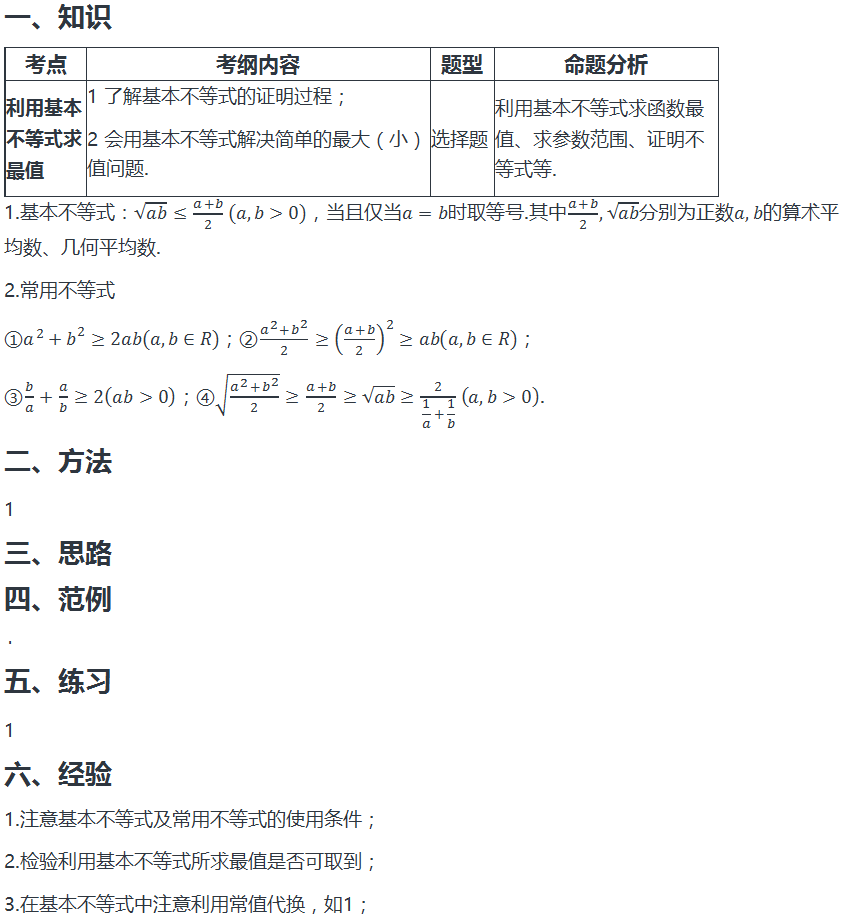 一、知识
考点 考纲内容 题型 命题分析
利用基本不等式求最值
1 了解基本不等式的证明过程；
2 会用基本不等式解决简单的最大（小）值问题.
选择题
利用基本不等式求函数最值、求参数范围、证明不等式等.
1.基本不等式：$\sqrt{ab} \leq \frac{a+b}{2}(a,b>0)$，当且仅当$a=b$时取等号.其中$\frac{a+b}{2},\sqrt{ab}$分别为正数$a,b$的算术平
均数、几何平均数.
2.常用不等式
①$a^2+b^2 \geq 2ab(a,b \in R)$；②$\frac{a^2+b^2}{2} \geq \left(\frac{a+b}{2}\right)^2 \geq ab(a,b \in R)$；
③$\frac{b}{a}+\frac{a}{b} \geq 2(ab>0)$；④$\sqrt{\frac{a^2+b^2}{2}} \geq \frac{a+b}{2} \geq \sqrt{ab} \geq \frac{2}{\frac{1}{a}+\frac{1}{b}}(a,b>0)$.
二、方法
1
三、思路
四、范例
.
五、练习
1
六、经验
1.注意基本不等式及常用不等式的使用条件；
2.检验利用基本不等式所求最值是否可取到；
3.在基本不等式中注意利用常值代换，如1；